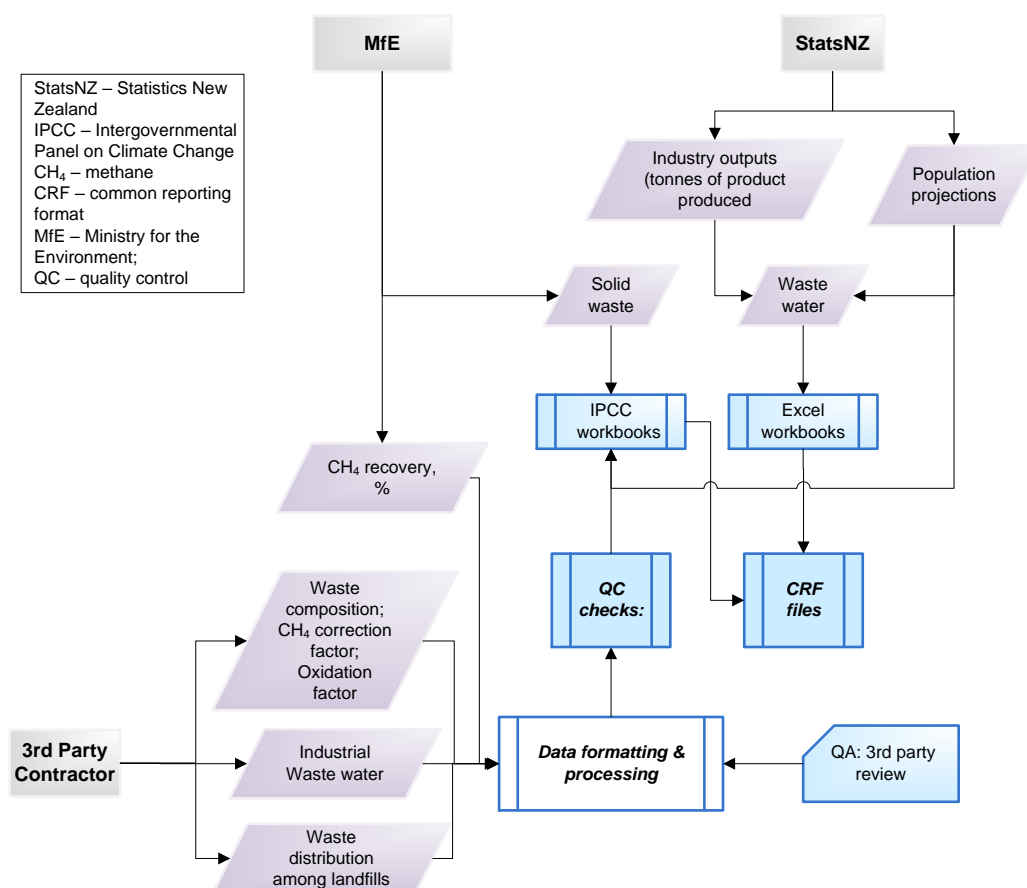 MfE
StatsNZ
StatsNZ – Statistics New
Zealand
IPCC – Intergovernmental
Panel on Climate Change
CH₄ – methane
CRF – common reporting
format
MfE – Ministry for the
Environment;
QC – quality control
Industry outputs
(tonnes of product
produced
Population
projections
Solid
waste
Waste
water
IPCC
workbooks
Excel
workbooks
CH₄ recovery,
%
QC
checks:
CRF
files
Waste
composition;
CH₄ correction
factor;
Oxidation
factor
3rd Party
Contractor
Industrial
Waste water
Data formatting &
processing
QA: 3rd party
review
Waste
distribution
among landfills